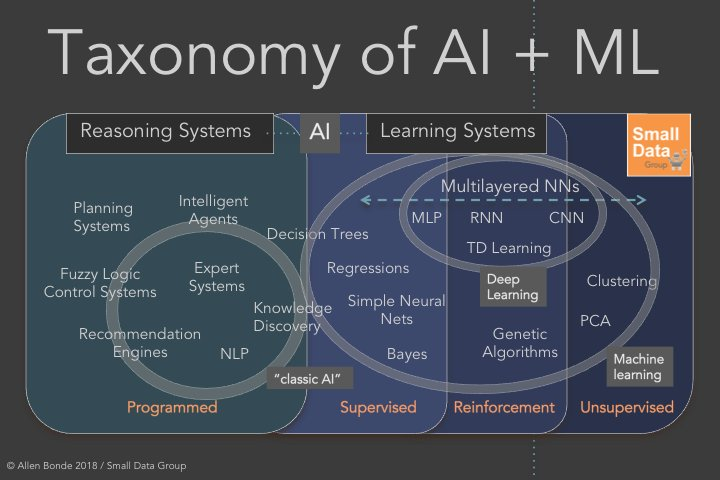 Taxonomy of AI + ML
Reasoning Systems
AI
Learning Systems
Small
Data
Group
Multilayered NNs
Planning
Systems
Intelligent
Agents
MLP
RNN
CNN
Decision Trees
TD Learning
Fuzzy Logic
Control Systems
Expert
Systems
Regressions
Deep
Learning
Clustering
Knowledge
Discovery
Simple Neural
Nets
PCA
Recommendation
Engines
NLP
Bayes
Genetic
Algorithms
"classic AI"
Machine
learning
Programmed
Supervised
Reinforcement
Unsupervised
© Allen Bonde 2018 / Small Data Group